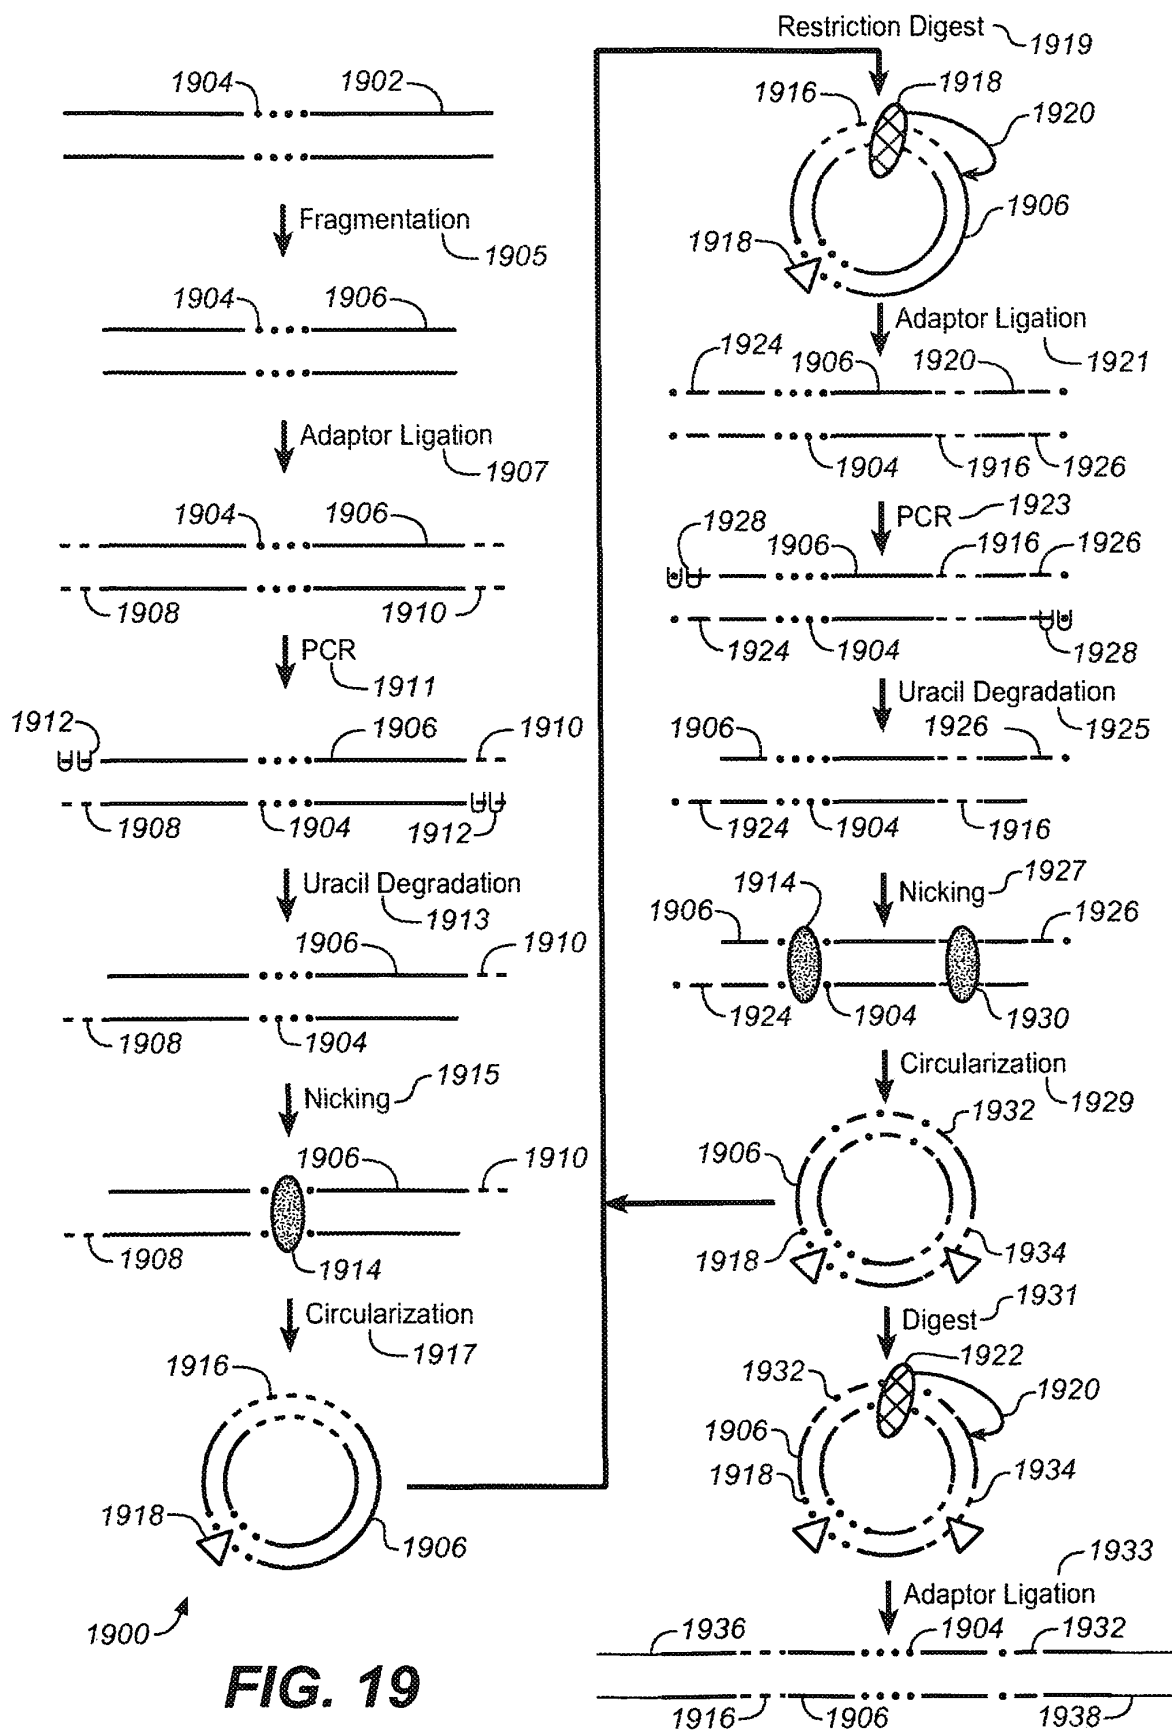 1904 1902
Fragmentation
1905
1904 1906
Adaptor Ligation
1907
1904 1906
1908 1910
PCR
1911
1912 1906 1910
U U
1908 1904 1912
U U
Uracil Degradation
1913
1906 1910
1908 1904
Nicking 1915
1906 1910
1908 1914
Circularization
1917
1916
1918 1906
1900
FIG. 19
Restriction Digest 1919
1916 1918 1920
1906
1918
Adaptor Ligation
1921
1924 1906 1920
1904 1916 1926
PCR 1923
1928 1906 1916 1926
U U
U U
1924 1904 1928
Uracil Degradation
1925
1906 1926
1924 1904 1916
Nicking 1927
1914
1906 1926
1924 1904 1930
Circularization
1929
1932
1906
1918 1934
Digest 1931
1932 1922 1920
1906
1918 1934
Adaptor Ligation 1933
1936 1904 1932
1916 1906 1938